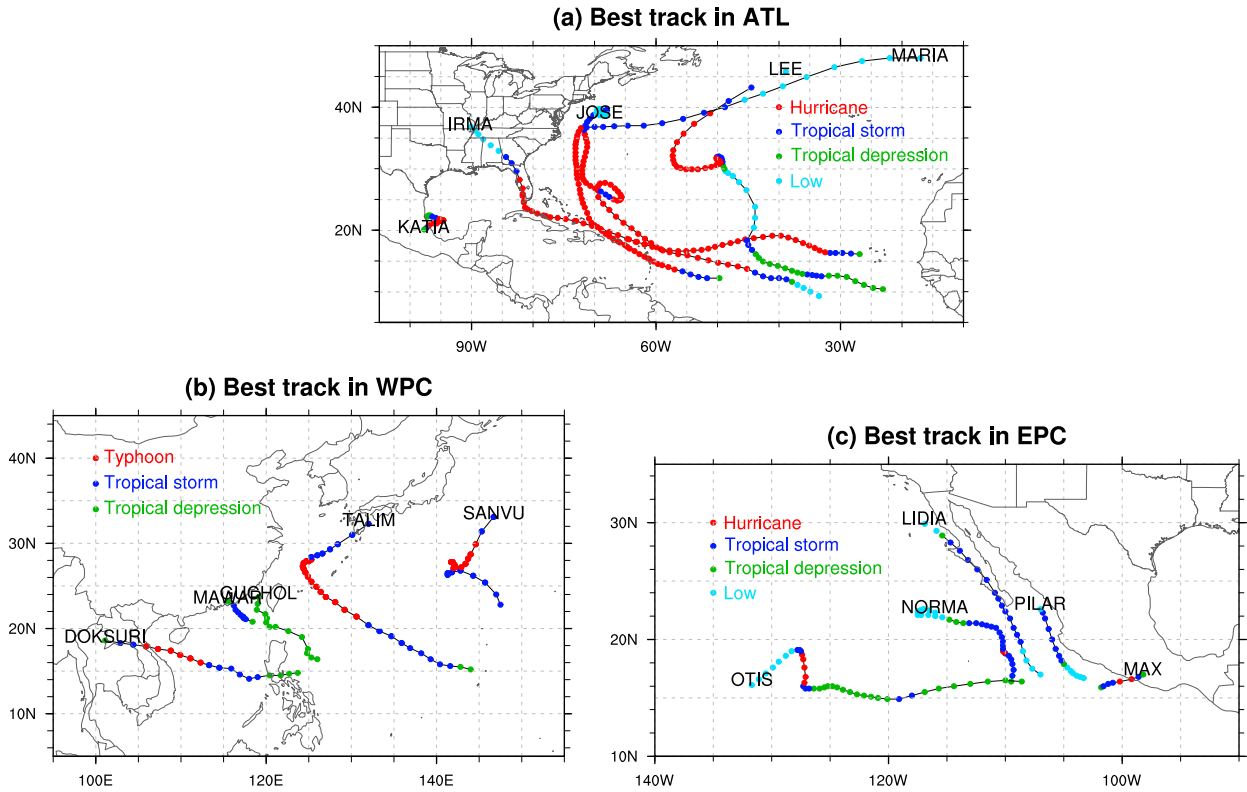 (a) Best track in ATL
MARIA
LEE
40N
JOSE
Hurricane
IRMA
Tropical storm
Tropical depression
Low
KATIA
20N
90W 60W 30W
(b) Best track in WPC
40N
Typhoon
Tropical storm
Tropical depression
TALIM
SANVU
30N
GUCHOL
MAWAR
20N
DOKSURI
10N
100E 120E 140E
(c) Best track in EPC
30N
LIDIA
Hurricane
Tropical storm
Tropical depression
Low
NORMA
PILAR
20N
OTIS
MAX
10N
140W 120W 100W